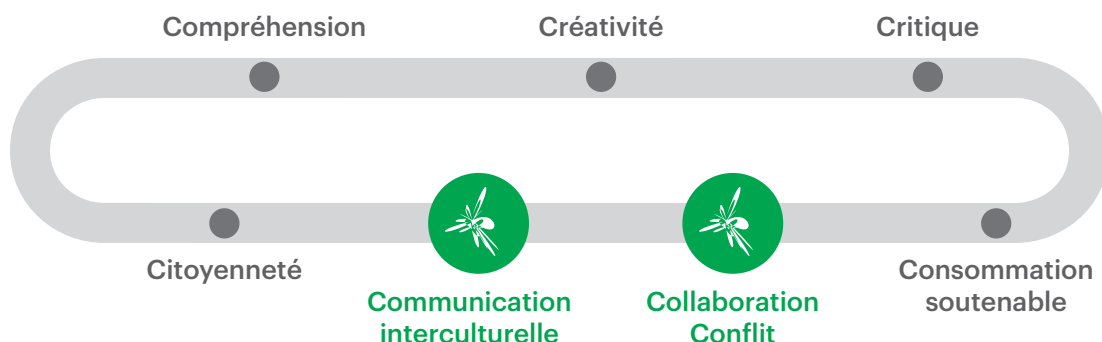 Compréhension
Créativité
Critique
Citoyenneté
Communication
interculturelle
Collaboration
Conflit
Consommation
soutenable